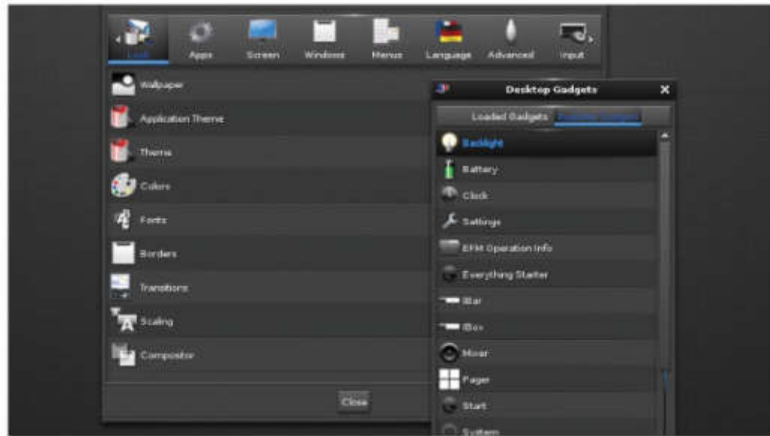 Look
Apps
Screen
Windows
Menus
Language
Advanced
Input
Wallpaper
Application Theme
Theme
Colors
Fonts
Borders
Transitions
Scaling
Compositor
Close
Desktop Gadgets
Loaded Gadgets
Backlight
Battery
Clock
Settings
EFM Operation Info
Everything Starter
IBar
IBox
Mixer
Pager
Start
System